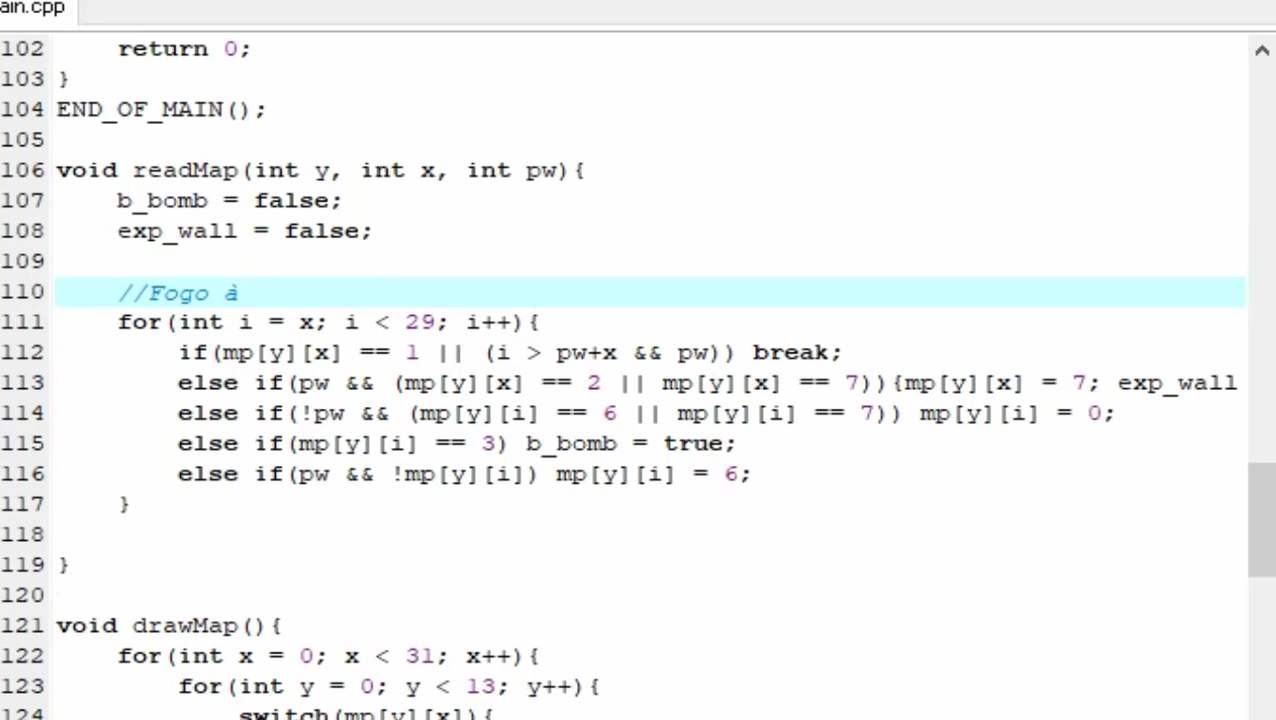 ain.cpp
102 return 0;
103 }
104 END_OF_MAIN();
105
106 void readMap(int y, int x, int pw){
107 b_bomb = false;
108 exp_wall = false;
109
110 //Fogo à
111 for(int i = x; i < 29; i++){
112 if(mp[y][x] == 1 || (i > pw+x && pw)) break;
113 else if(pw && (mp[y][x] == 2 || mp[y][x] == 7)){mp[y][x] = 7; exp_wall
114 else if(!pw && (mp[y][i] == 6 || mp[y][i] == 7)) mp[y][i] = 0;
115 else if(mp[y][i] == 3) b_bomb = true;
116 else if(pw && !mp[y][i]) mp[y][i] = 6;
117 }
118
119 }
120
121 void drawMap(){
122 for(int x = 0; x < 31; x++){
123 for(int y = 0; y < 13; y++){
124 switch(mp[y][x]){